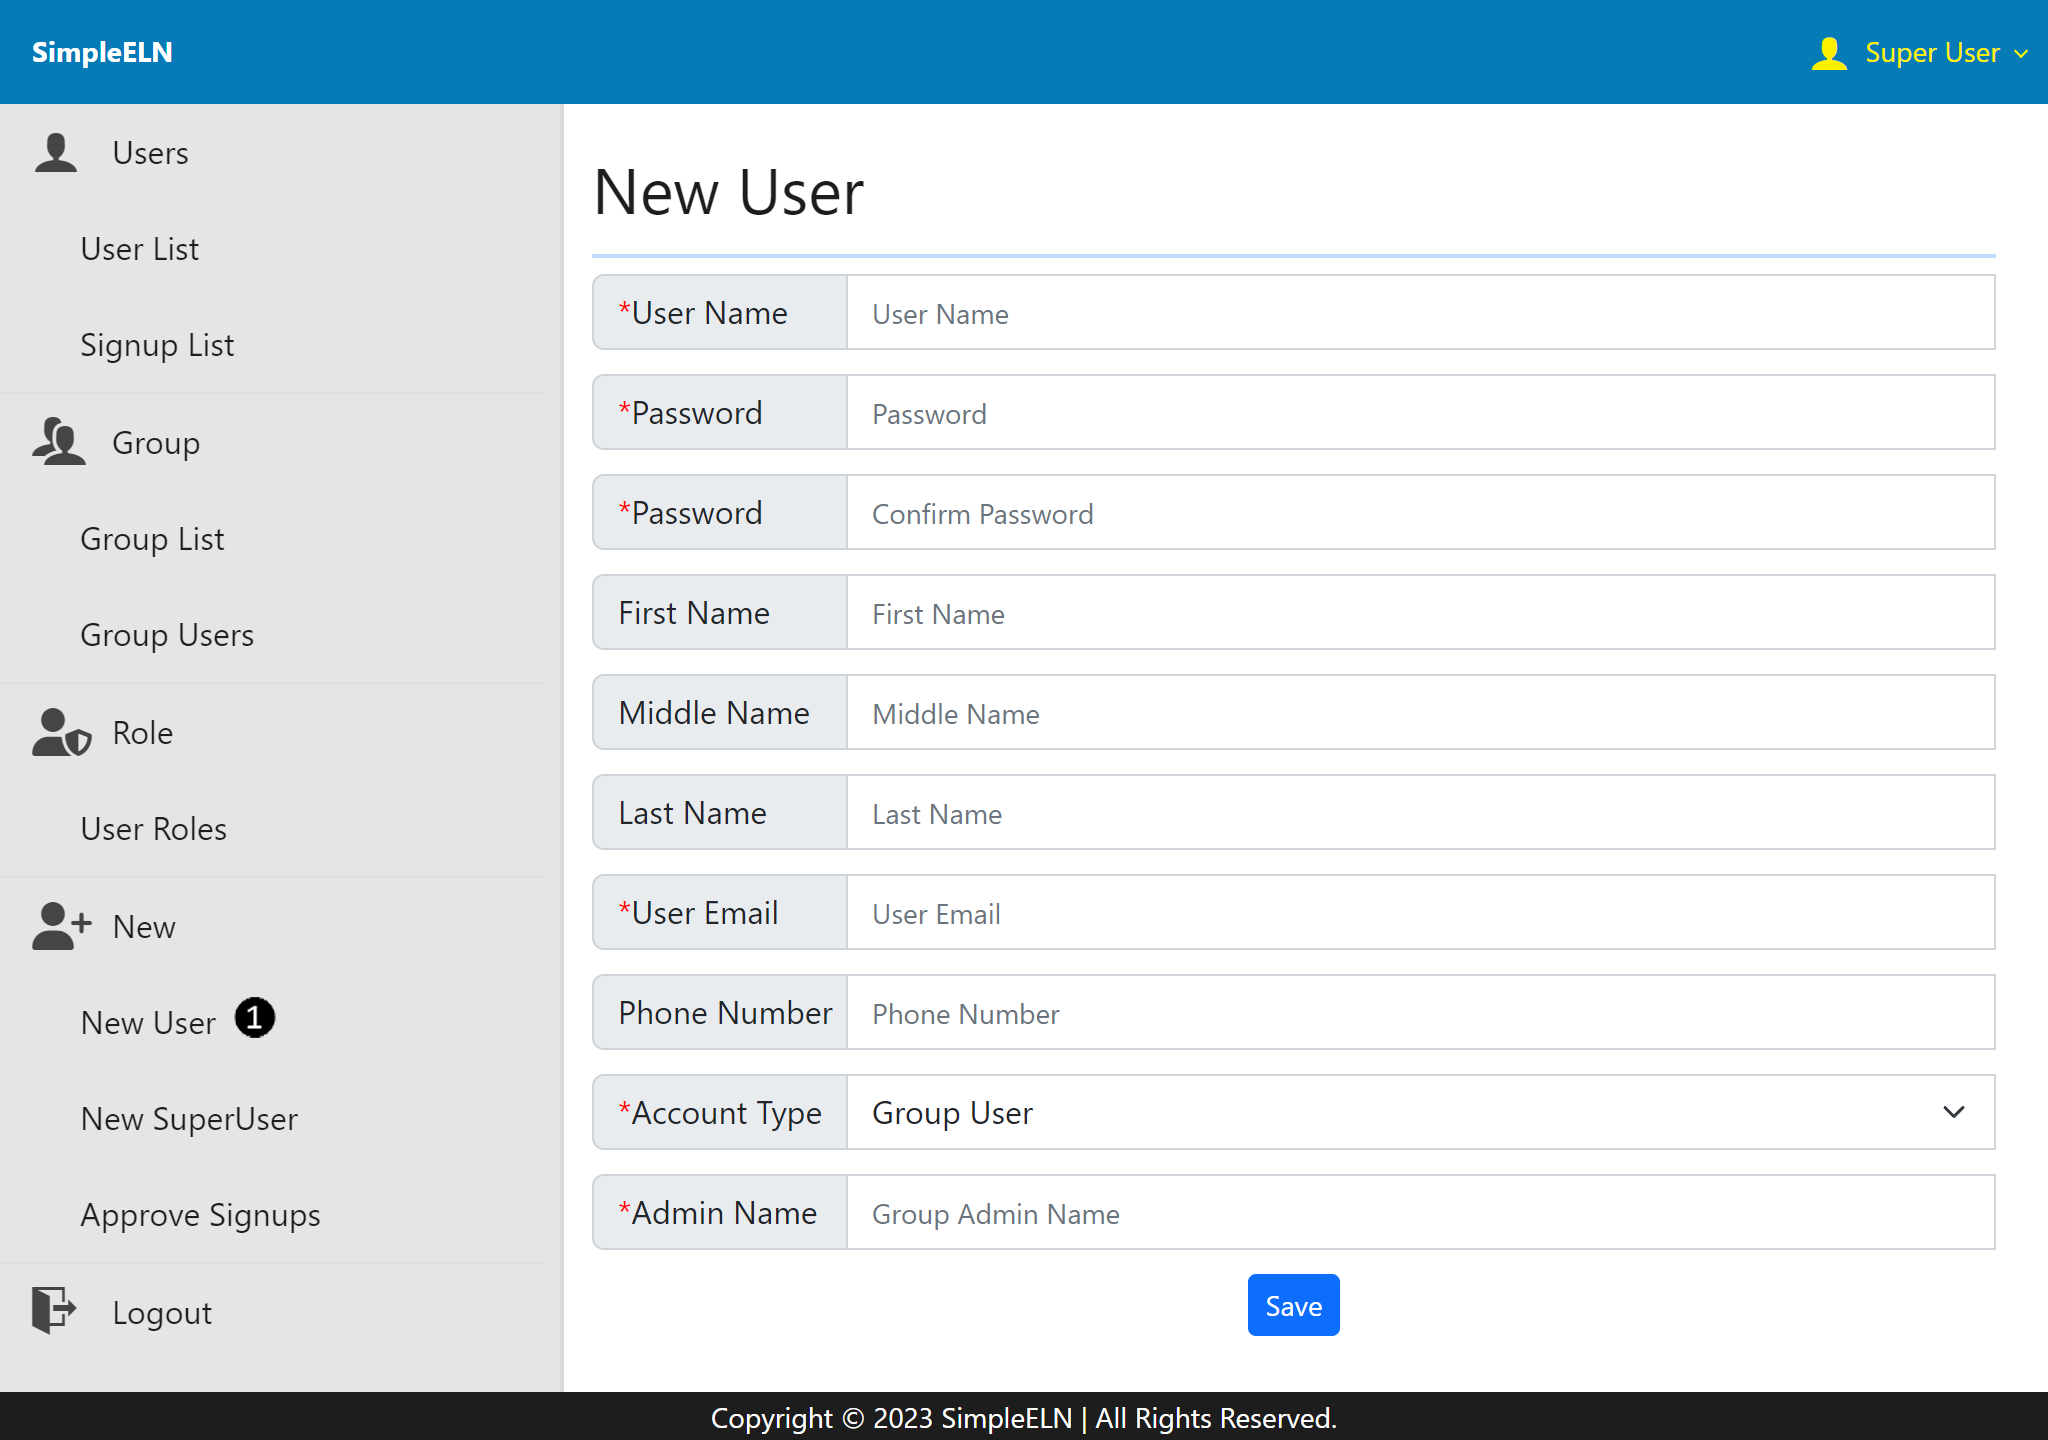 SimpleELN
Super User
Users
User List
Signup List
Group
Group List
Group Users
Role
User Roles
New
New User 1
New SuperUser
Approve Signups
Logout
New User
*User Name User Name
*Password Password
*Password Confirm Password
First Name First Name
Middle Name Middle Name
Last Name Last Name
*User Email User Email
Phone Number Phone Number
*Account Type Group User
*Admin Name Group Admin Name
Save
Copyright © 2023 SimpleELN | All Rights Reserved.